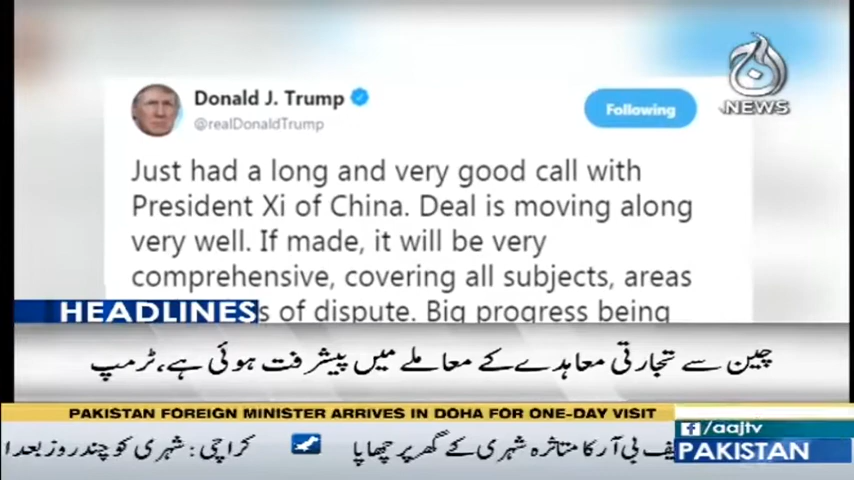 Donald J. Trump
@realDonaldTrump
Following
آج
NEWS
Just had a long and very good call with
President Xi of China. Deal is moving along
very well. If made, it will be very
comprehensive, covering all subjects, areas
s of dispute. Big progress being
HEADLINES
چین سے تجارتی معاہدے کے معاملے میں پیشرفت ہوئی ہے، ٹرمپ
PAKISTAN FOREIGN MINISTER ARRIVES IN DOHA FOR ONE-DAY VISIT
f/aajtv
یف بی آر کا متاثرہ شہری کے گھر پر چھاپا
کراچی : شہری کو چند روز بعد ا
PAKISTAN